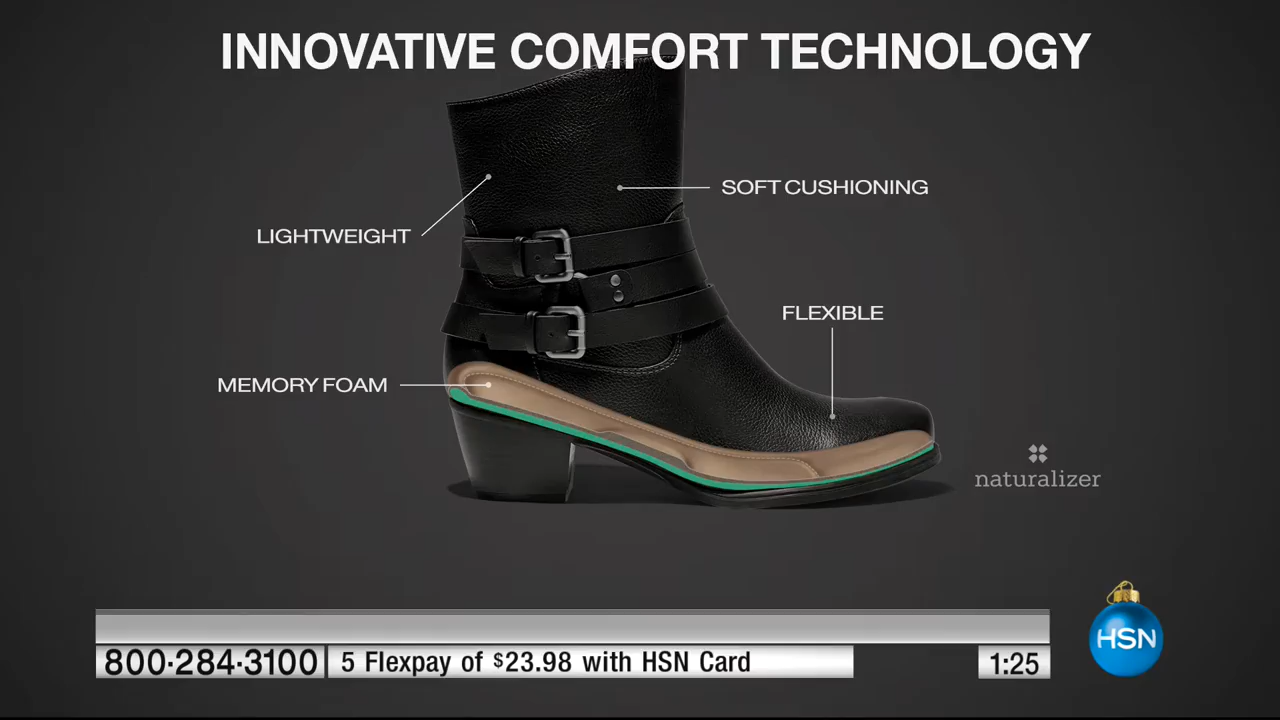 INNOVATIVE COMFORT TECHNOLOGY
SOFT CUSHIONING
LIGHTWEIGHT
FLEXIBLE
MEMORY FOAM
naturalizer
HSN
800·284·3100
5 Flexpay of $23.98 with HSN Card
1:25